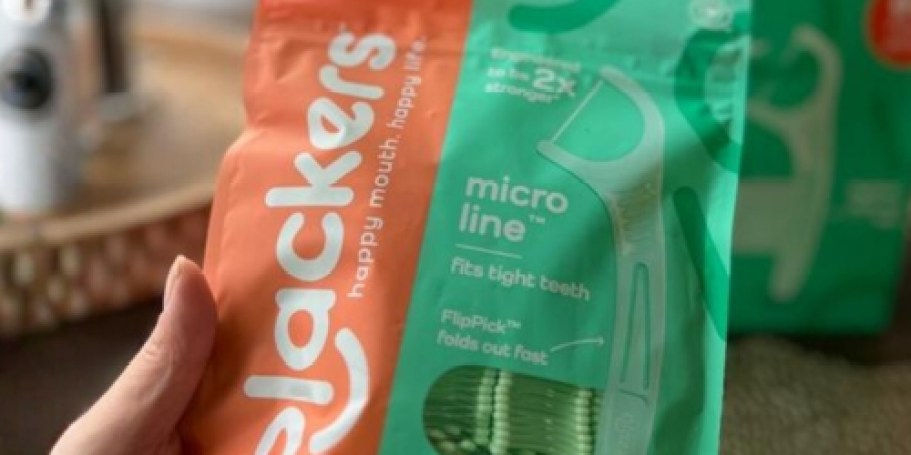 plackers
happy mouth. happy life.
engineered
to be 2x
stronger*
micro
line™
fits tight teeth
FlipPick™
folds out fast